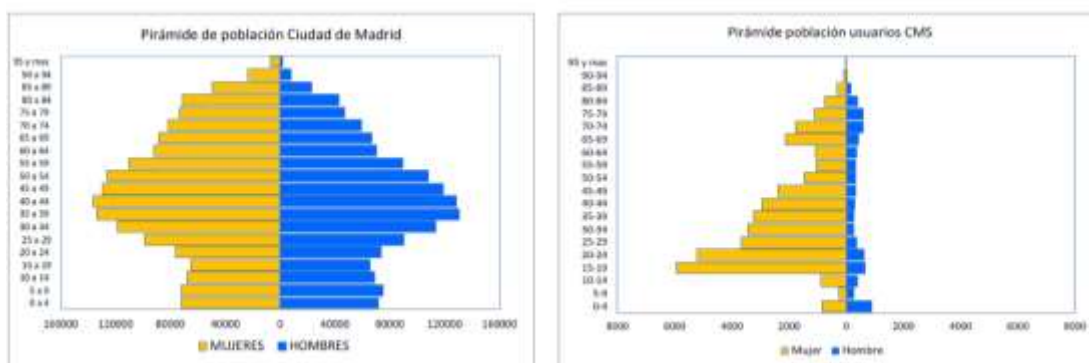 Pirámide de población Ciudad de Madrid
95 y mas
90 a 94
85 a 89
80 a 84
75 a 79
70 a 74
65 a 69
60 a 64
55 a 59
50 a 54
45 a 49
40 a 44
35 a 39
30 a 34
25 a 29
20 a 24
15 a 19
10 a 14
5 a 9
0 a 4
160000 120000 80000 40000 0 40000 80000 120000 160000
MUJERES HOMBRES
Pirámide población usuarios CMS
95 y mas
90-94
85-89
80-84
75-79
70-74
65-69
60-64
55-59
50-54
45-49
40-44
35-39
30-34
25-29
20-24
15-19
10-14
5-9
0-4
8000 6000 4000 2000 0 2000 4000 6000 8000
Mujer Hombre